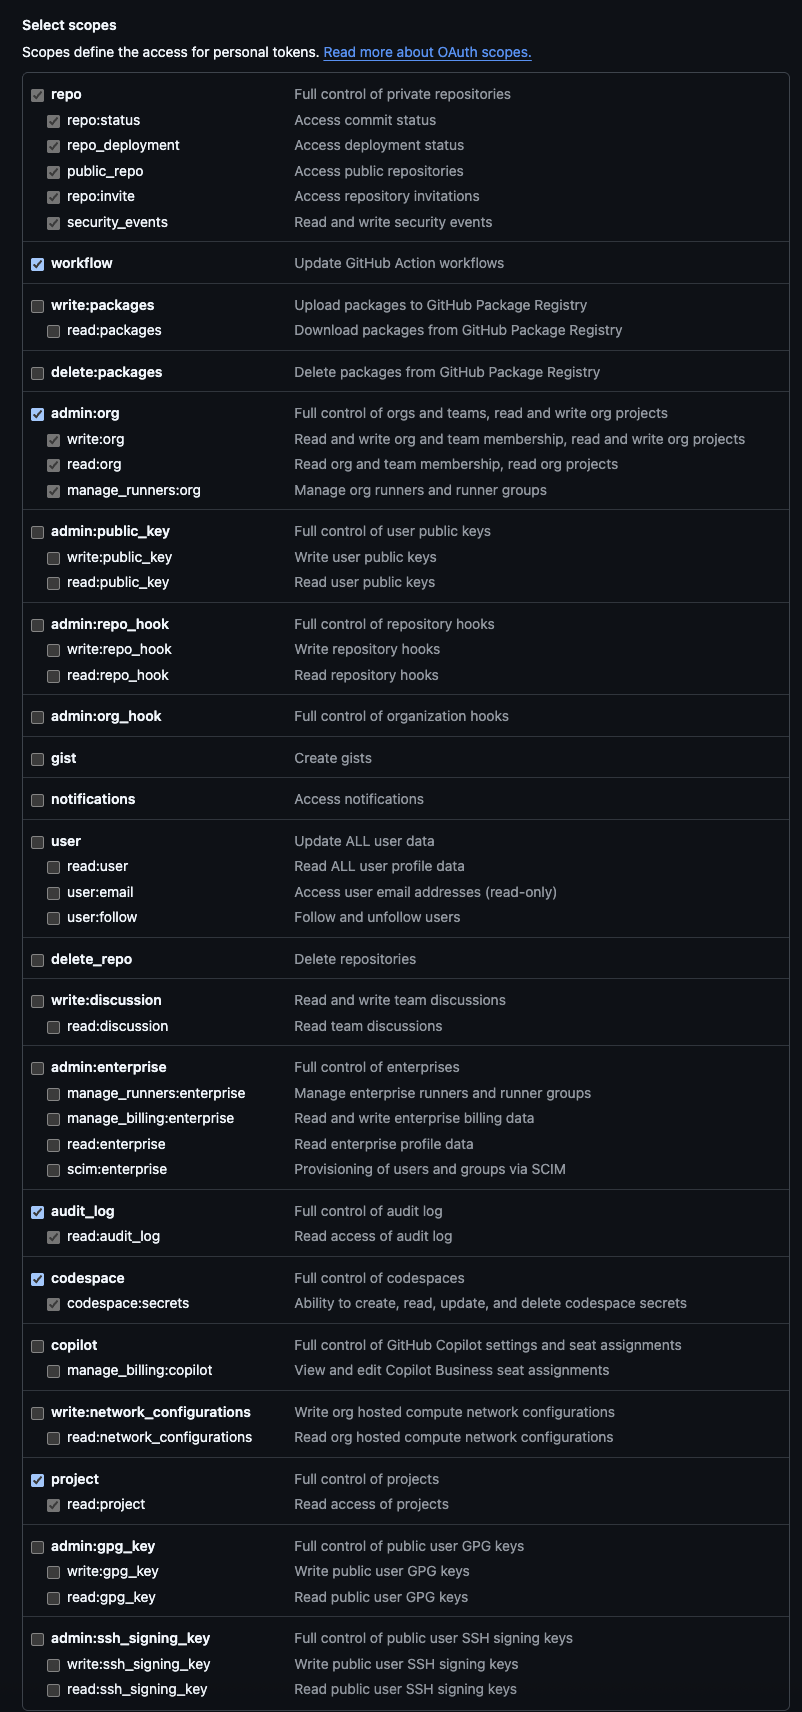 Select scopes
Scopes define the access for personal tokens. Read more about OAuth scopes.
repo Full control of private repositories
repo:status Access commit status
repo_deployment Access deployment status
public_repo Access public repositories
repo:invite Access repository invitations
security_events Read and write security events
workflow Update GitHub Action workflows
write:packages Upload packages to GitHub Package Registry
read:packages Download packages from GitHub Package Registry
delete:packages Delete packages from GitHub Package Registry
admin:org Full control of orgs and teams, read and write org projects
write:org Read and write org and team membership, read and write org projects
read:org Read org and team membership, read org projects
manage_runners:org Manage org runners and runner groups
admin:public_key Full control of user public keys
write:public_key Write user public keys
read:public_key Read user public keys
admin:repo_hook Full control of repository hooks
write:repo_hook Write repository hooks
read:repo_hook Read repository hooks
admin:org_hook Full control of organization hooks
gist Create gists
notifications Access notifications
user Update ALL user data
read:user Read ALL user profile data
user:email Access user email addresses (read-only)
user:follow Follow and unfollow users
delete_repo Delete repositories
write:discussion Read and write team discussions
read:discussion Read team discussions
admin:enterprise Full control of enterprises
manage_runners:enterprise Manage enterprise runners and runner groups
manage_billing:enterprise Read and write enterprise billing data
read:enterprise Read enterprise profile data
scim:enterprise Provisioning of users and groups via SCIM
audit_log Full control of audit log
read:audit_log Read access of audit log
codespace Full control of codespaces
codespace:secrets Ability to create, read, update, and delete codespace secrets
copilot Full control of GitHub Copilot settings and seat assignments
manage_billing:copilot View and edit Copilot Business seat assignments
write:network_configurations Write org hosted compute network configurations
read:network_configurations Read org hosted compute network configurations
project Full control of projects
read:project Read access of projects
admin:gpg_key Full control of public user GPG keys
write:gpg_key Write public user GPG keys
read:gpg_key Read public user GPG keys
admin:ssh_signing_key Full control of public user SSH signing keys
write:ssh_signing_key Write public user SSH signing keys
read:ssh_signing_key Read public user SSH signing keys